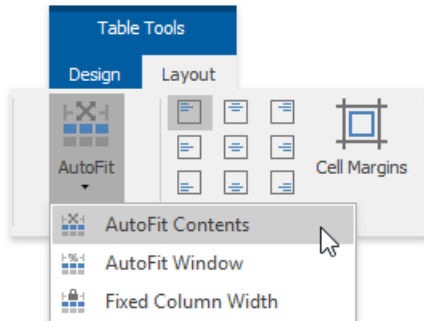 Table Tools
Design Layout
AutoFit
Cell Margins
AutoFit Contents
AutoFit Window
Fixed Column Width